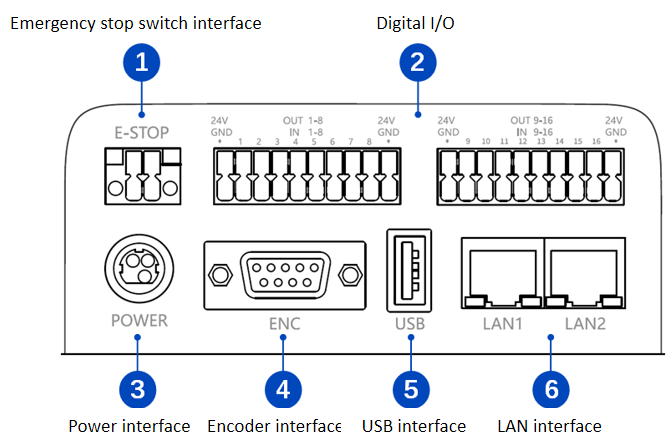 Emergency stop switch interface
Digital I/O
1
2
E-STOP
24V OUT 1-8 24V
GND IN 1-8 GND
1 2 3 4 5 6 7 8
24V OUT 9-16 24V
GND IN 9-16 GND
9 10 11 12 13 14 15 16
POWER
ENC
USB
LAN1
LAN2
3
4
5
6
Power interface
Encoder interface
USB interface
LAN interface